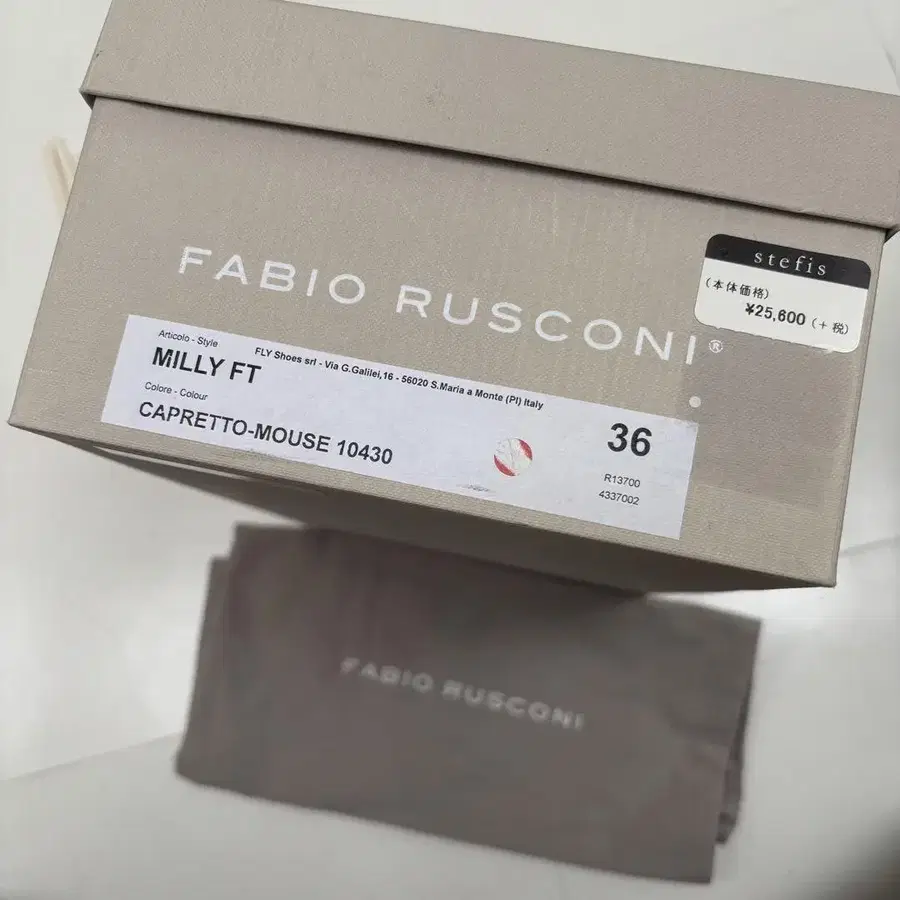 stefis
(本体価格)
¥25,600 (+ 税)
FABIO RUSCONI®
Articolo - Style
FLY Shoes srl - Via G.Galilei,16 - 56020 S.Maria a Monte (PI) Italy
MILLY FT
36
Colore - Colour
CAPRETTO-MOUSE 10430
R13700
4337002
FABIO RUSCONI